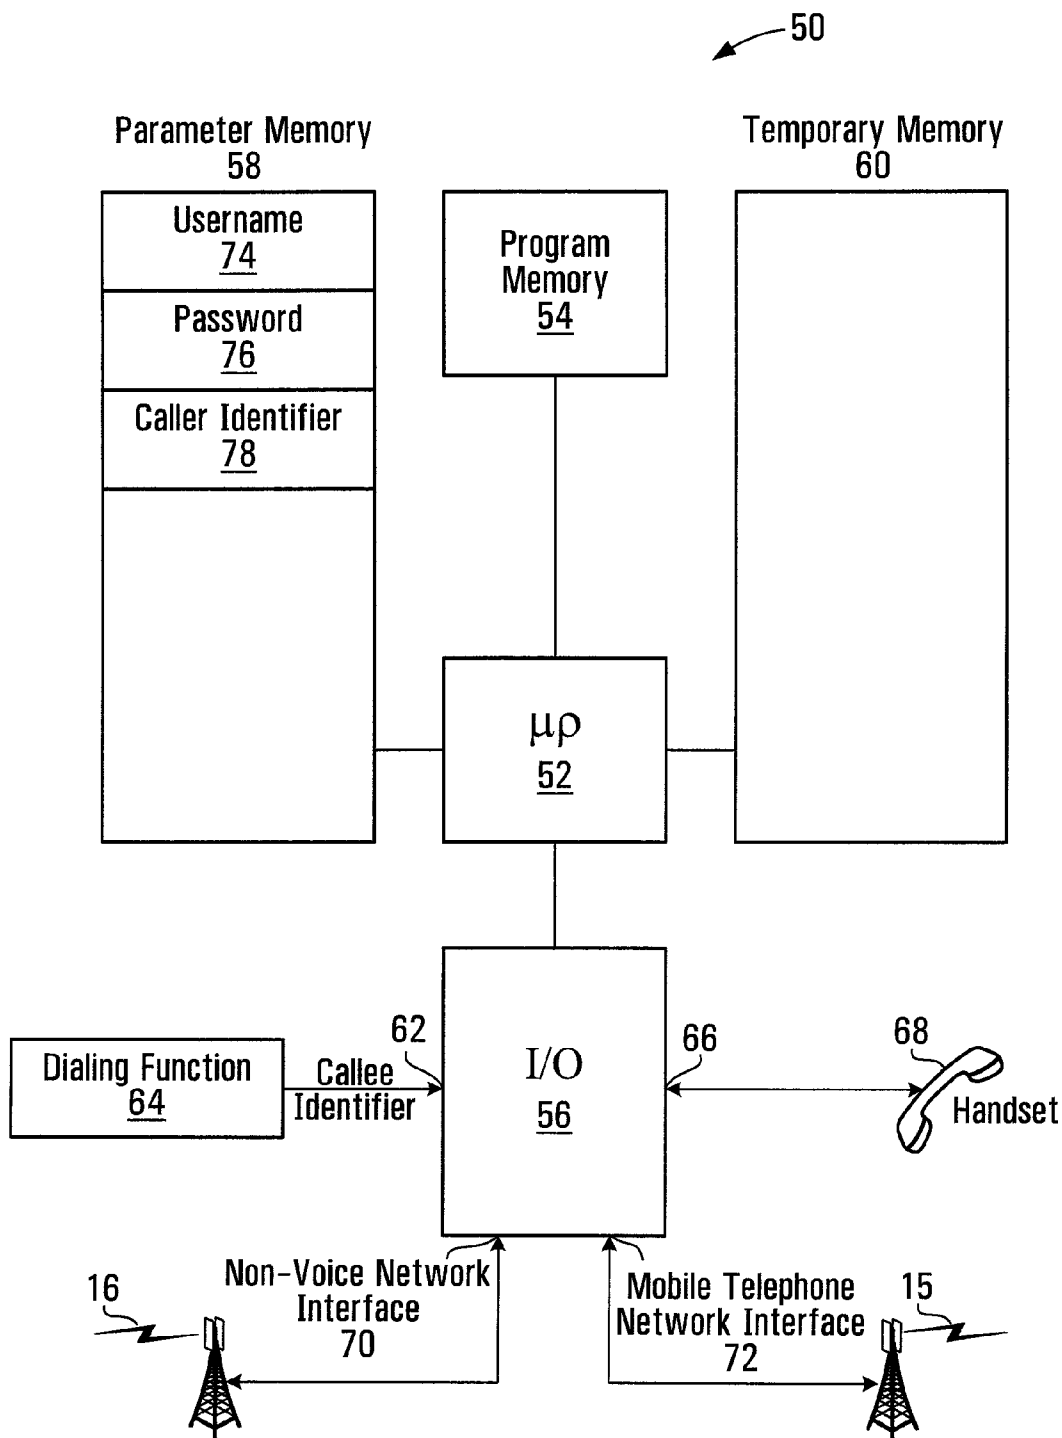 50
Parameter Memory
58
Temporary Memory
60
Username
74
Password
76
Caller Identifier
78
Program
Memory
54
μρ
52
62
Dialing Function
64
Callee
Identifier
I/O
56
66
68
Handset
Non-Voice Network
Interface
70
Mobile Telephone
Network Interface
72
16
15